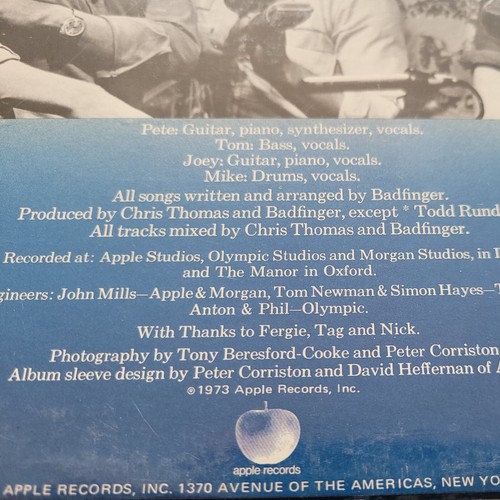 Pete: Guitar, piano, synthesizer, vocals.
Tom: Bass, vocals.
Joey: Guitar, piano, vocals.
Mike: Drums, vocals.
All songs written and arranged by Badfinger.
Produced by Chris Thomas and Badfinger, except * Todd Rund
All tracks mixed by Chris Thomas and Badfinger.
Recorded at: Apple Studios, Olympic Studios and Morgan Studios, in
and The Manor in Oxford.
gineers: John Mills—Apple & Morgan, Tom Newman & Simon Hayes—T
Anton & Phil—Olympic.
With Thanks to Fergie, Tag and Nick.
Photography by Tony Beresford-Cooke and Peter Corriston
Album sleeve design by Peter Corriston and David Heffernan of A
℗1973 Apple Records, Inc.
apple records
APPLE RECORDS, INC. 1370 AVENUE OF THE AMERICAS, NEW YO